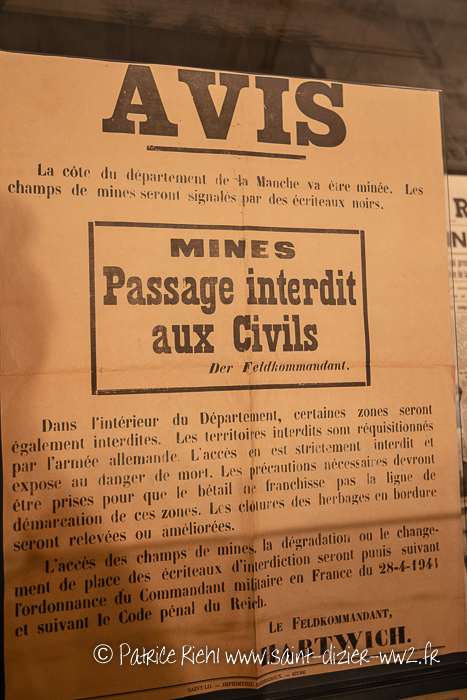 AVIS
La côte du département de la Manche va être minée. Les
champs de mines seront signalés par des écriteaux noirs.
MINES
Passage interdit
aux Civils
Der Feldkommandant.
Dans l'intérieur du Département, certaines zones seront
également interdites. Les territoires interdits sont réquisitionnés
par l'armée allemande. L'accès en est strictement interdit et
expose au danger de mort. Les précautions nécessaires devront
être prises pour que le bétail ne franchisse pas la ligne de
démarcation de ces zones. Les clôtures des herbages en bordure
seront relevées ou améliorées.
L'accès des champs de mines, la dégradation ou le change-
ment de place des écriteaux d'interdiction seront punis suivant
l'ordonnance du Commandant militaire en France du 28-4-1941
et suivant le Code pénal du Reich.
LE FELDKOMMANDANT,
SAINT-LO. - IMPRIMERIE
© Patrice Riehl www.saint-dizier-ww2.fr